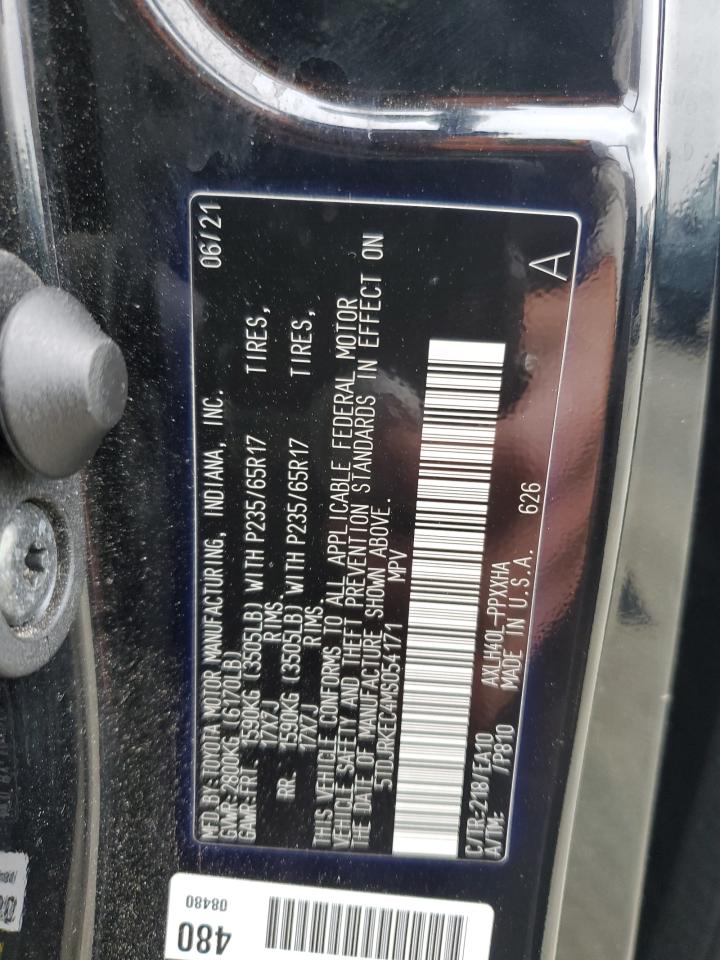 MFD.BY:TOYOTA MOTOR MANUFACTURING, INDIANA, INC. 06/21
GVWR:2800KG (6170LB)
GAWR:FRT. 1590KG (3505LB) WITH P235/65R17 TIRES,
17X7J RIMS
RR. 1590KG (3505LB) WITH P235/65R17 TIRES,
17X7J RIMS
THIS VEHICLE CONFORMS TO ALL APPLICABLE FEDERAL MOTOR
VEHICLE SAFETY AND THEFT PREVENTION STANDARDS IN EFFECT ON
THE DATE OF MANUFACTURE SHOWN ABOVE.
5TDJRKEC4MS054171 MPV
C/TR:218/EA10 AXLH40L-PPXXHA 626
A/TM: /P810 MADE IN U.S.A. A
480
08480